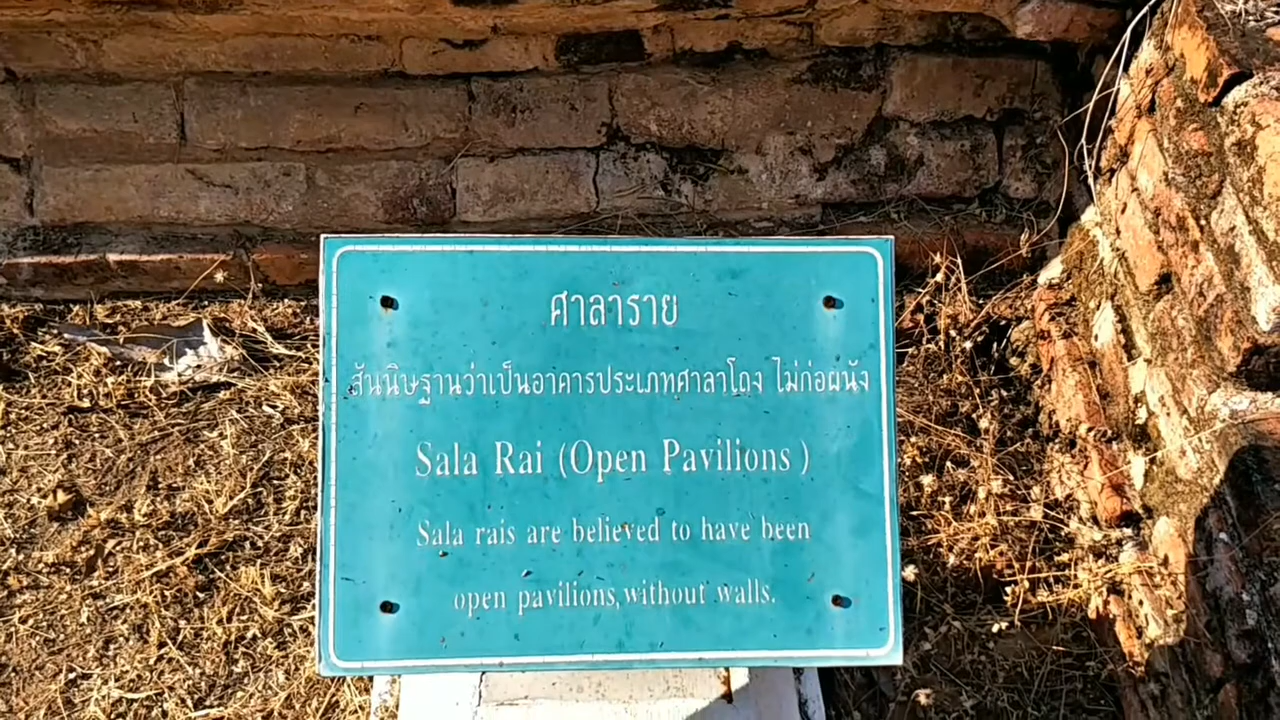 ศาลาราย
สันนิษฐานว่าเป็นอาคารประเภทศาลาโถง ไม่ก่อผนัง
Sala Rai (Open Pavilions )
Sala rais are believed to have been
open pavilions,without walls.